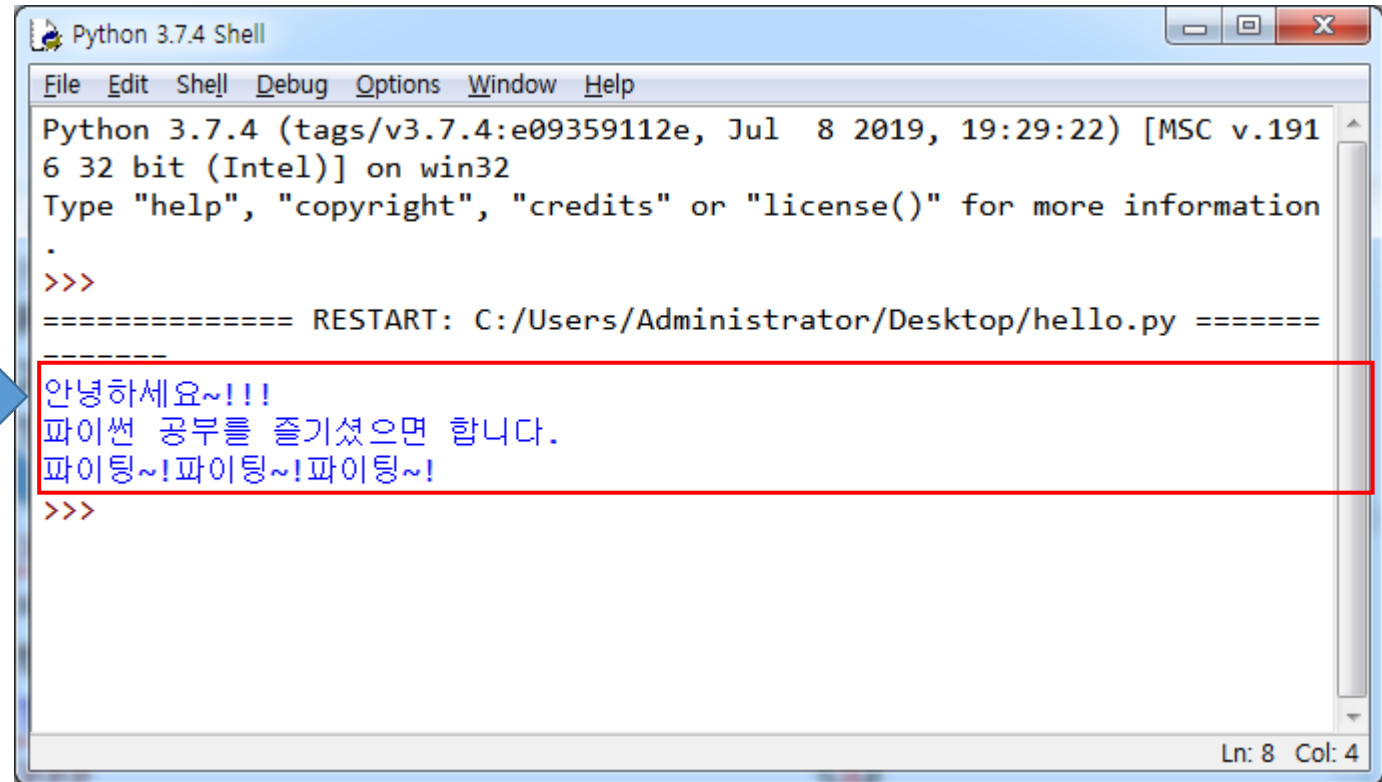 Python 3.7.4 Shell
File Edit Shell Debug Options Window Help
Python 3.7.4 (tags/v3.7.4:e09359112e, Jul  8 2019, 19:29:22) [MSC v.191
6 32 bit (Intel)] on win32
Type "help", "copyright", "credits" or "license()" for more information
.
>>>
============== RESTART: C:/Users/Administrator/Desktop/hello.py =======
=======
안녕하세요~!!!
파이썬 공부를 즐기셨으면 합니다.
파이팅~!파이팅~!파이팅~!
>>>
Ln: 8 Col: 4